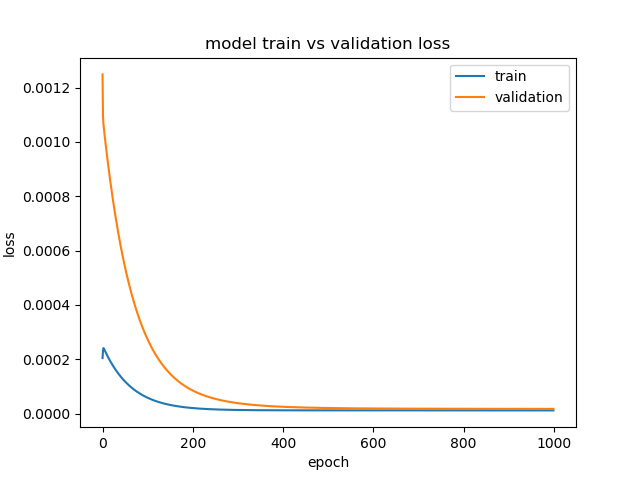 model train vs validation loss
train
validation
0.0012
0.0010
0.0008
0.0006
0.0004
0.0002
0.0000
loss
0 200 400 600 800 1000
epoch